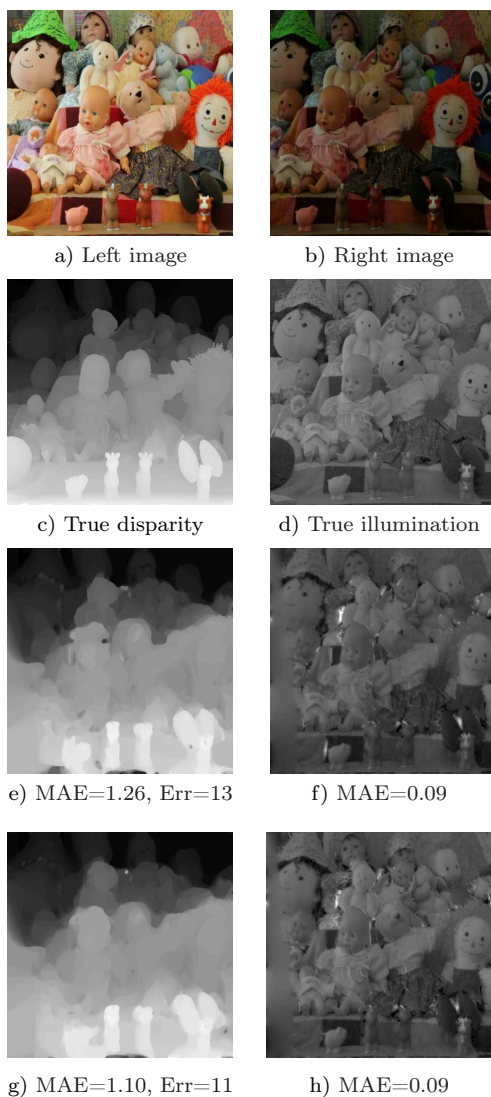 a) Left image
b) Right image
c) True disparity
d) True illumination
e) MAE=1.26, Err=13
f) MAE=0.09
g) MAE=1.10, Err=11
h) MAE=0.09